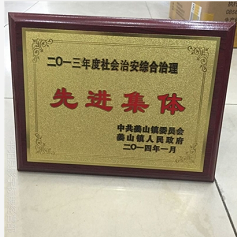 二〇一三年度社会治安综合治理
先进集体
中共娄山镇委员会
娄山镇人民政府
二〇一四年一月